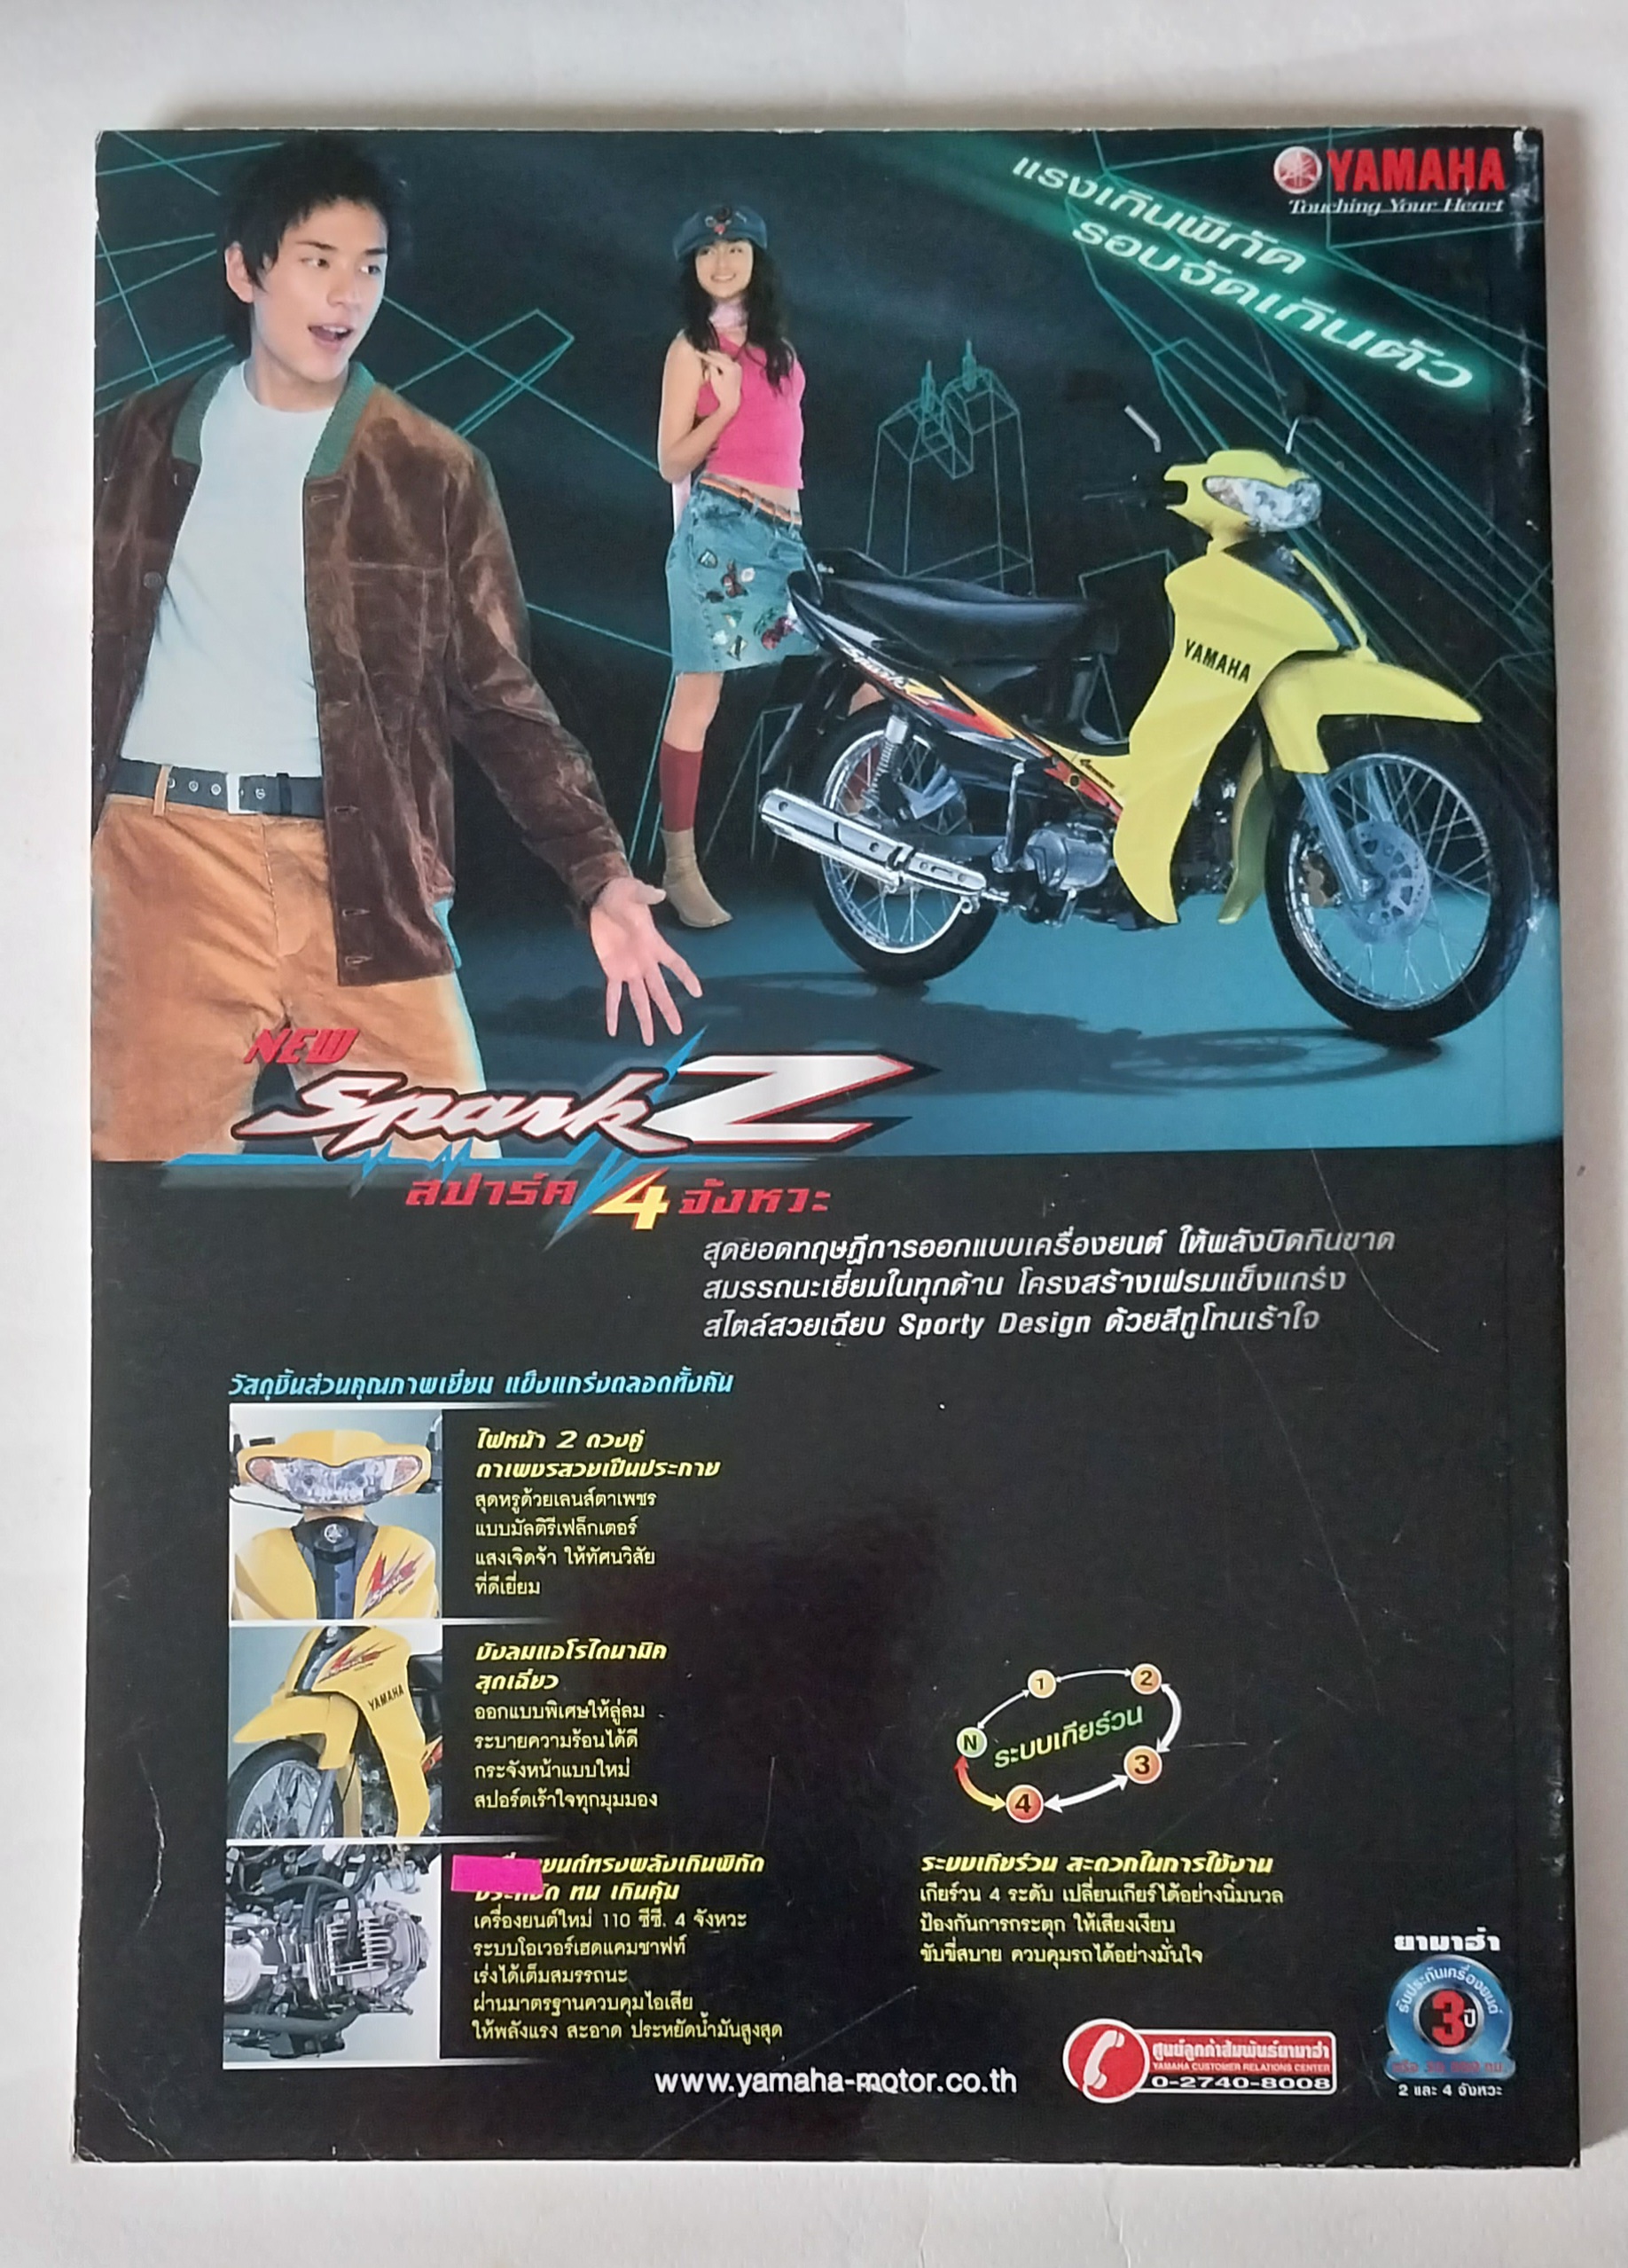 YAMAHA
Touching Your Heart
แรงเกินพิกัด
รอบจัดเกินตัว
YAMAHA
Spark Z
NEW
Spark Z
สปาร์ค 4 จังหวะ
สุดยอดทฤษฎีการออกแบบเครื่องยนต์ ให้พลังบิดกินขาด
สมรรถนะเยี่ยมในทุกด้าน โครงสร้างเฟรมแข็งแกร่ง
สไตล์สวยเฉียบ Sporty Design ด้วยสีทูโทนเร้าใจ
วัสดุชิ้นส่วนคุณภาพเยี่ยม แข็งแกร่งตลอดทั้งคัน
ไฟหน้า 2 ดวงคู่
ตาเพชรสวยเป็นประกาย
สุดหรูด้วยเลนส์ตาเพชร
แบบมัลติรีเฟล็กเตอร์
แสงเจิดจ้า ให้ทัศนวิสัย
ที่ดีเยี่ยม
Spark
บังลมแอโรไดนามิค
สุดเฉี่ยว
ออกแบบพิเศษให้ลู่ลม
ระบายความร้อนได้ดี
กระจังหน้าแบบใหม่
สปอร์ตเร้าใจทุกมุมมอง
YAMAHA
ยนต์ทรงพลังเกินพิกัด
ทน เกินคุ้ม
เครื่องยนต์ใหม่ 110 ซีซี. 4 จังหวะ
ระบบโอเวอร์เฮดแคมชาฟท์
เร่งได้เต็มสมรรถนะ
ผ่านมาตรฐานควบคุมไอเสีย
ให้พลังแรง สะอาด ประหยัดน้ำมันสูงสุด
1 2
N ระบบเกียร์วน
3
4
ระบบเกียร์วน สะดวกในการใช้งาน
เกียร์วน 4 ระดับ เปลี่ยนเกียร์ได้อย่างนิ่มนวล
ป้องกันการกระตุก ให้เสียงเงียบ
ขับขี่สบาย ควบคุมรถได้อย่างมั่นใจ
ยามาฮ่า
รับประกันเครื่องยนต์
3 ปี
2 และ 4 จังหวะ
ศูนย์ลูกค้าสัมพันธ์ยามาฮ่า
YAMAHA CUSTOMER RELATIONS CENTER
0-2740-8008
www.yamaha-motor.co.th